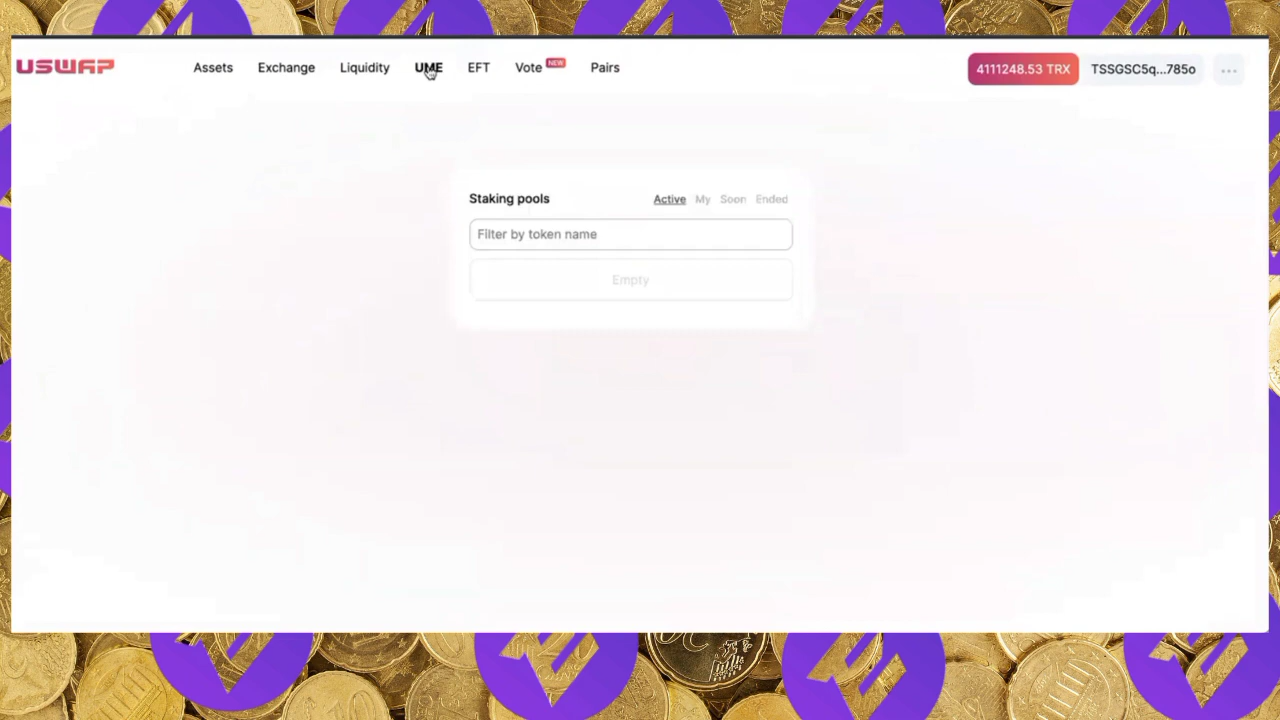 USWAP
Assets Exchange Liquidity UME EFT Vote NEW Pairs
4111248.53 TRX TSSGSC5q...785o ...
Staking pools Active My Soon Ended
Filter by token name
Empty